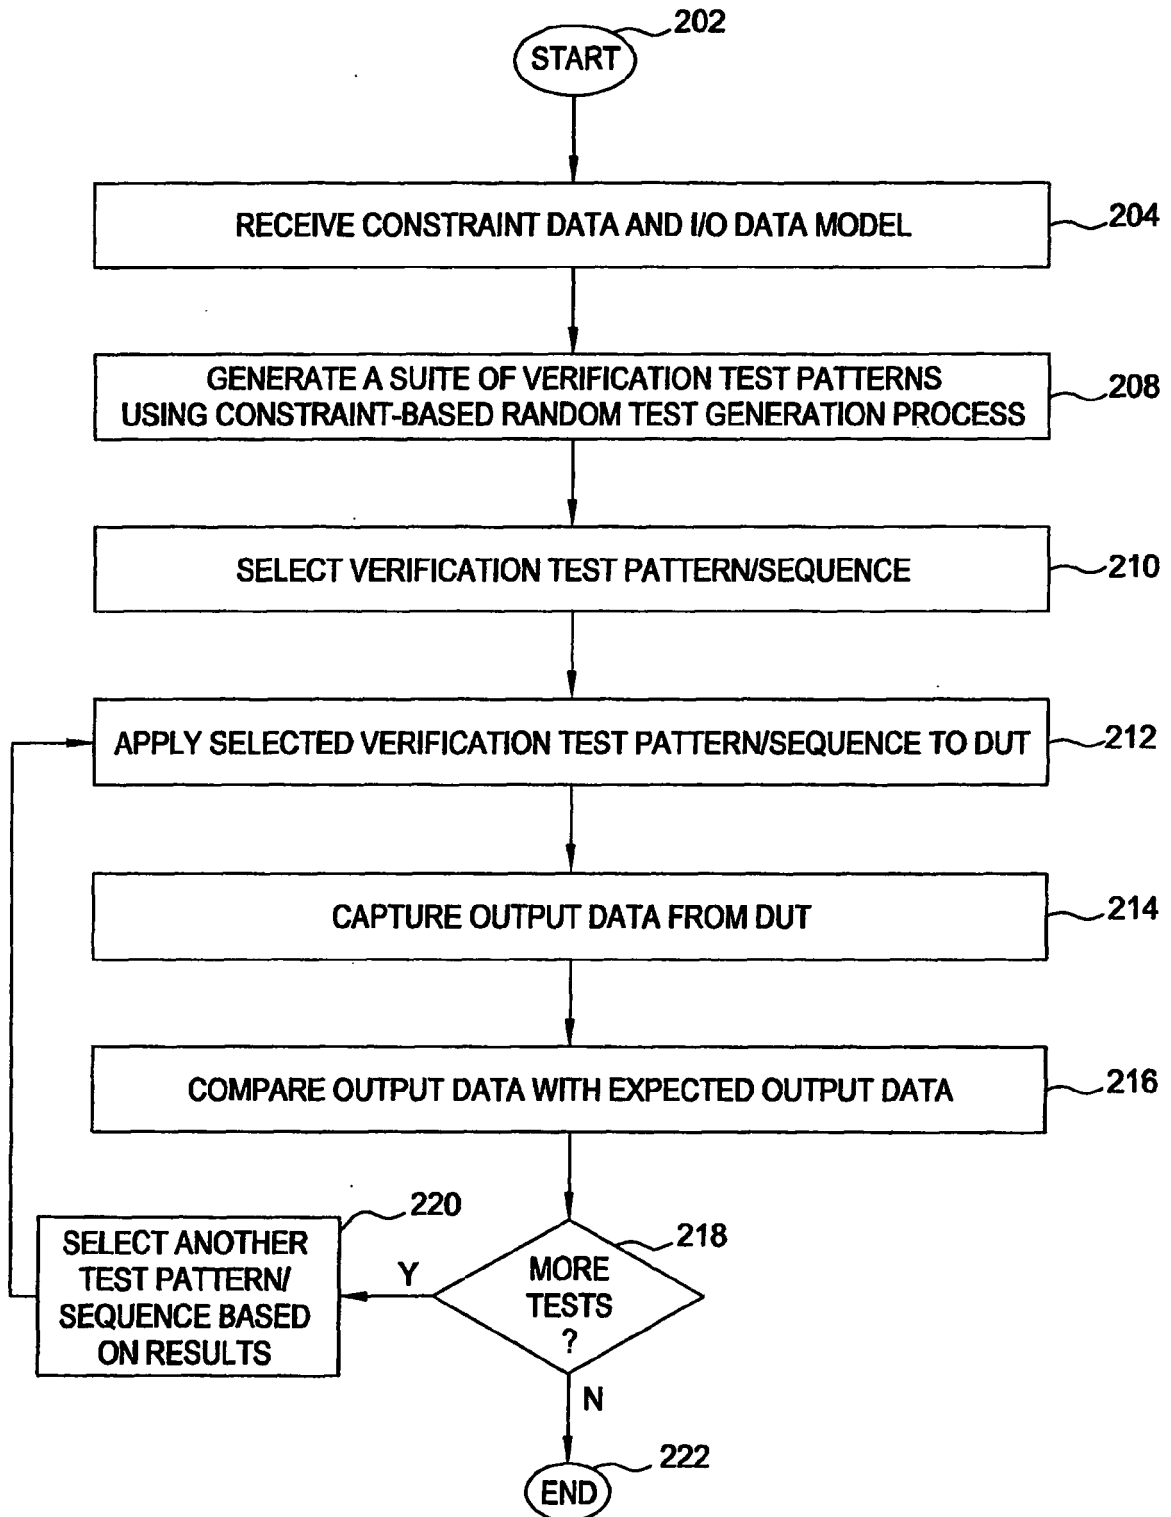 202
START
RECEIVE CONSTRAINT DATA AND I/O DATA MODEL
204
GENERATE A SUITE OF VERIFICATION TEST PATTERNS
USING CONSTRAINT-BASED RANDOM TEST GENERATION PROCESS
208
SELECT VERIFICATION TEST PATTERN/SEQUENCE
210
APPLY SELECTED VERIFICATION TEST PATTERN/SEQUENCE TO DUT
212
CAPTURE OUTPUT DATA FROM DUT
214
COMPARE OUTPUT DATA WITH EXPECTED OUTPUT DATA
216
218
MORE
TESTS
?
Y
220
SELECT ANOTHER
TEST PATTERN/
SEQUENCE BASED
ON RESULTS
N
222
END